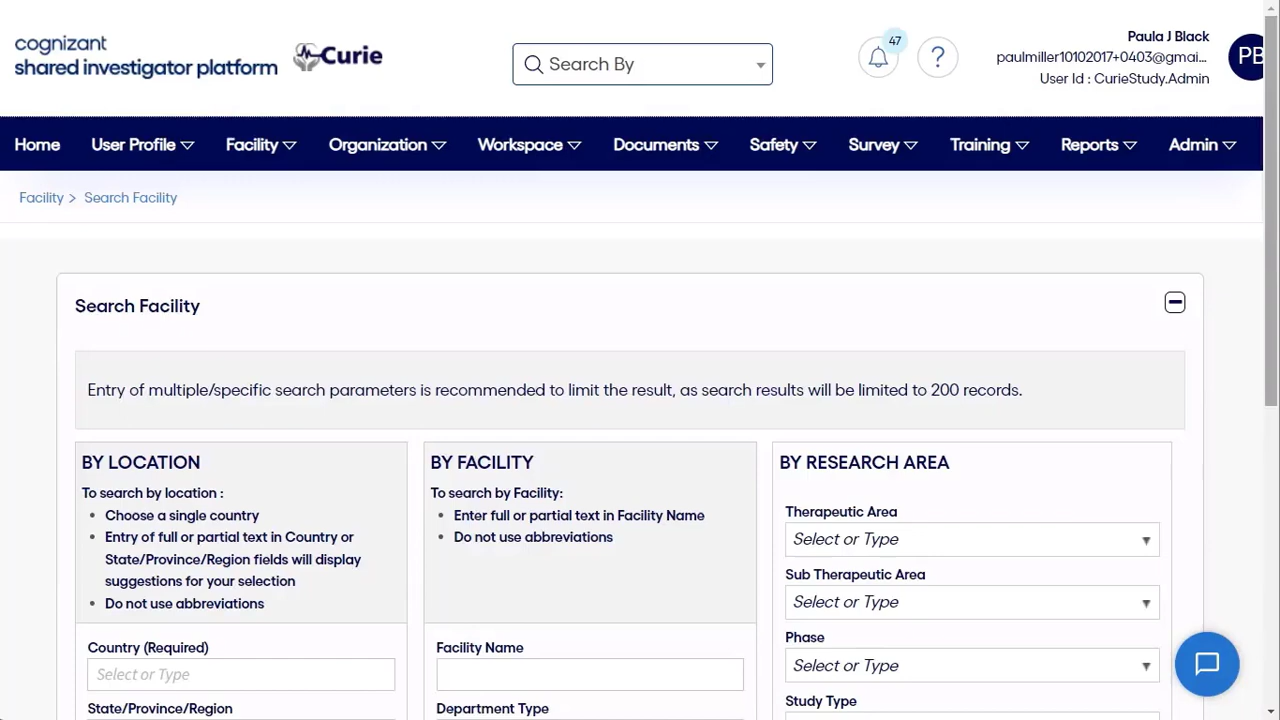 cognizant
shared investigator platform
Curie
Search By
47
?
Paula J Black
paulmiller10102017+0403@gmai...
User Id : CurieStudy.Admin
PB
Home User Profile Facility Organization Workspace Documents Safety Survey Training Reports Admin
Facility > Search Facility
Search Facility
Entry of multiple/specific search parameters is recommended to limit the result, as search results will be limited to 200 records.
BY LOCATION
To search by location :
• Choose a single country
• Entry of full or partial text in Country or
State/Province/Region fields will display
suggestions for your selection
• Do not use abbreviations
Country (Required)
Select or Type
State/Province/Region
BY FACILITY
To search by Facility:
• Enter full or partial text in Facility Name
• Do not use abbreviations
Facility Name
Department Type
BY RESEARCH AREA
Therapeutic Area
Select or Type
Sub Therapeutic Area
Select or Type
Phase
Select or Type
Study Type